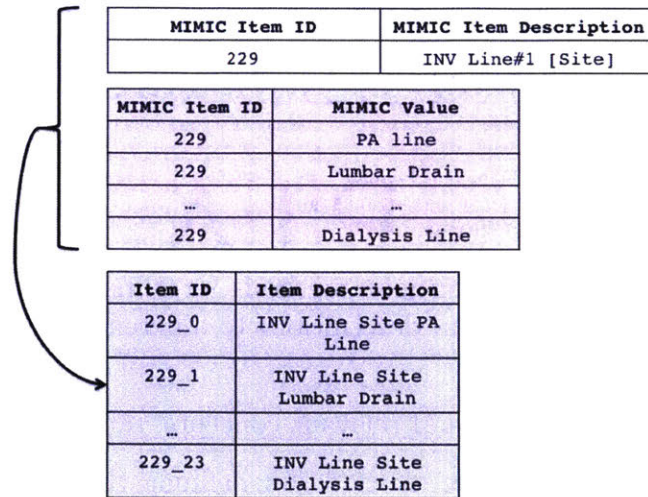 MIMIC Item ID MIMIC Item Description
229 INV Line#1 [Site]
MIMIC Item ID MIMIC Value
229 PA line
229 Lumbar Drain
… …
229 Dialysis Line
Item ID Item Description
229_0 INV Line Site PA
Line
229_1 INV Line Site
Lumbar Drain
… …
229_23 INV Line Site
Dialysis Line